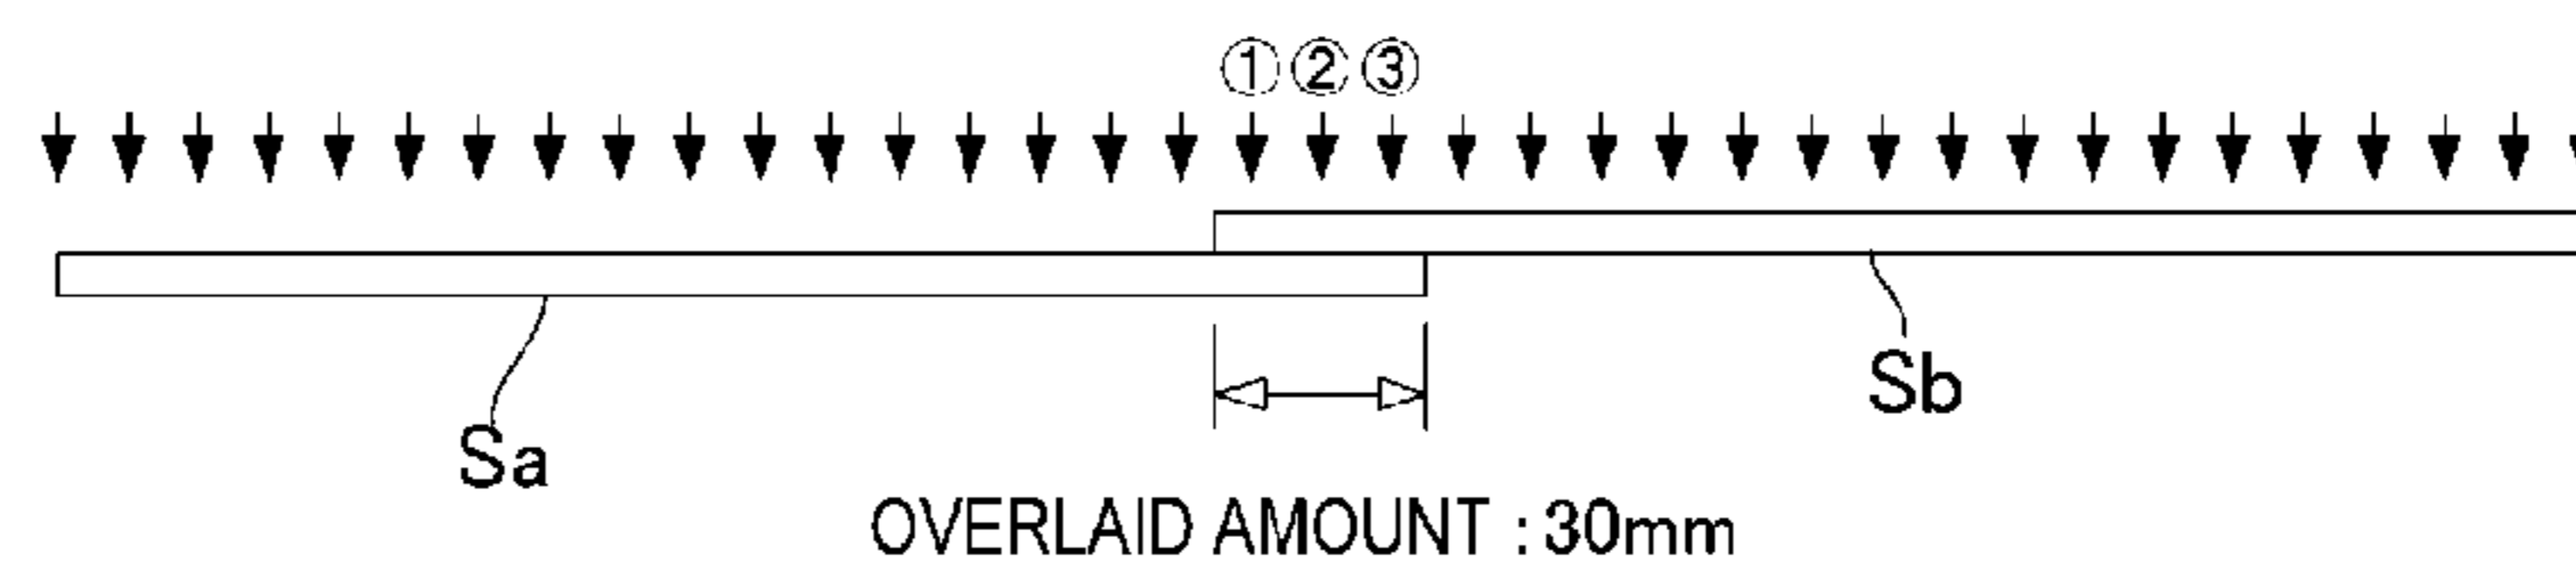 ①②③
Sb
Sa
OVERLAID AMOUNT : 30mm